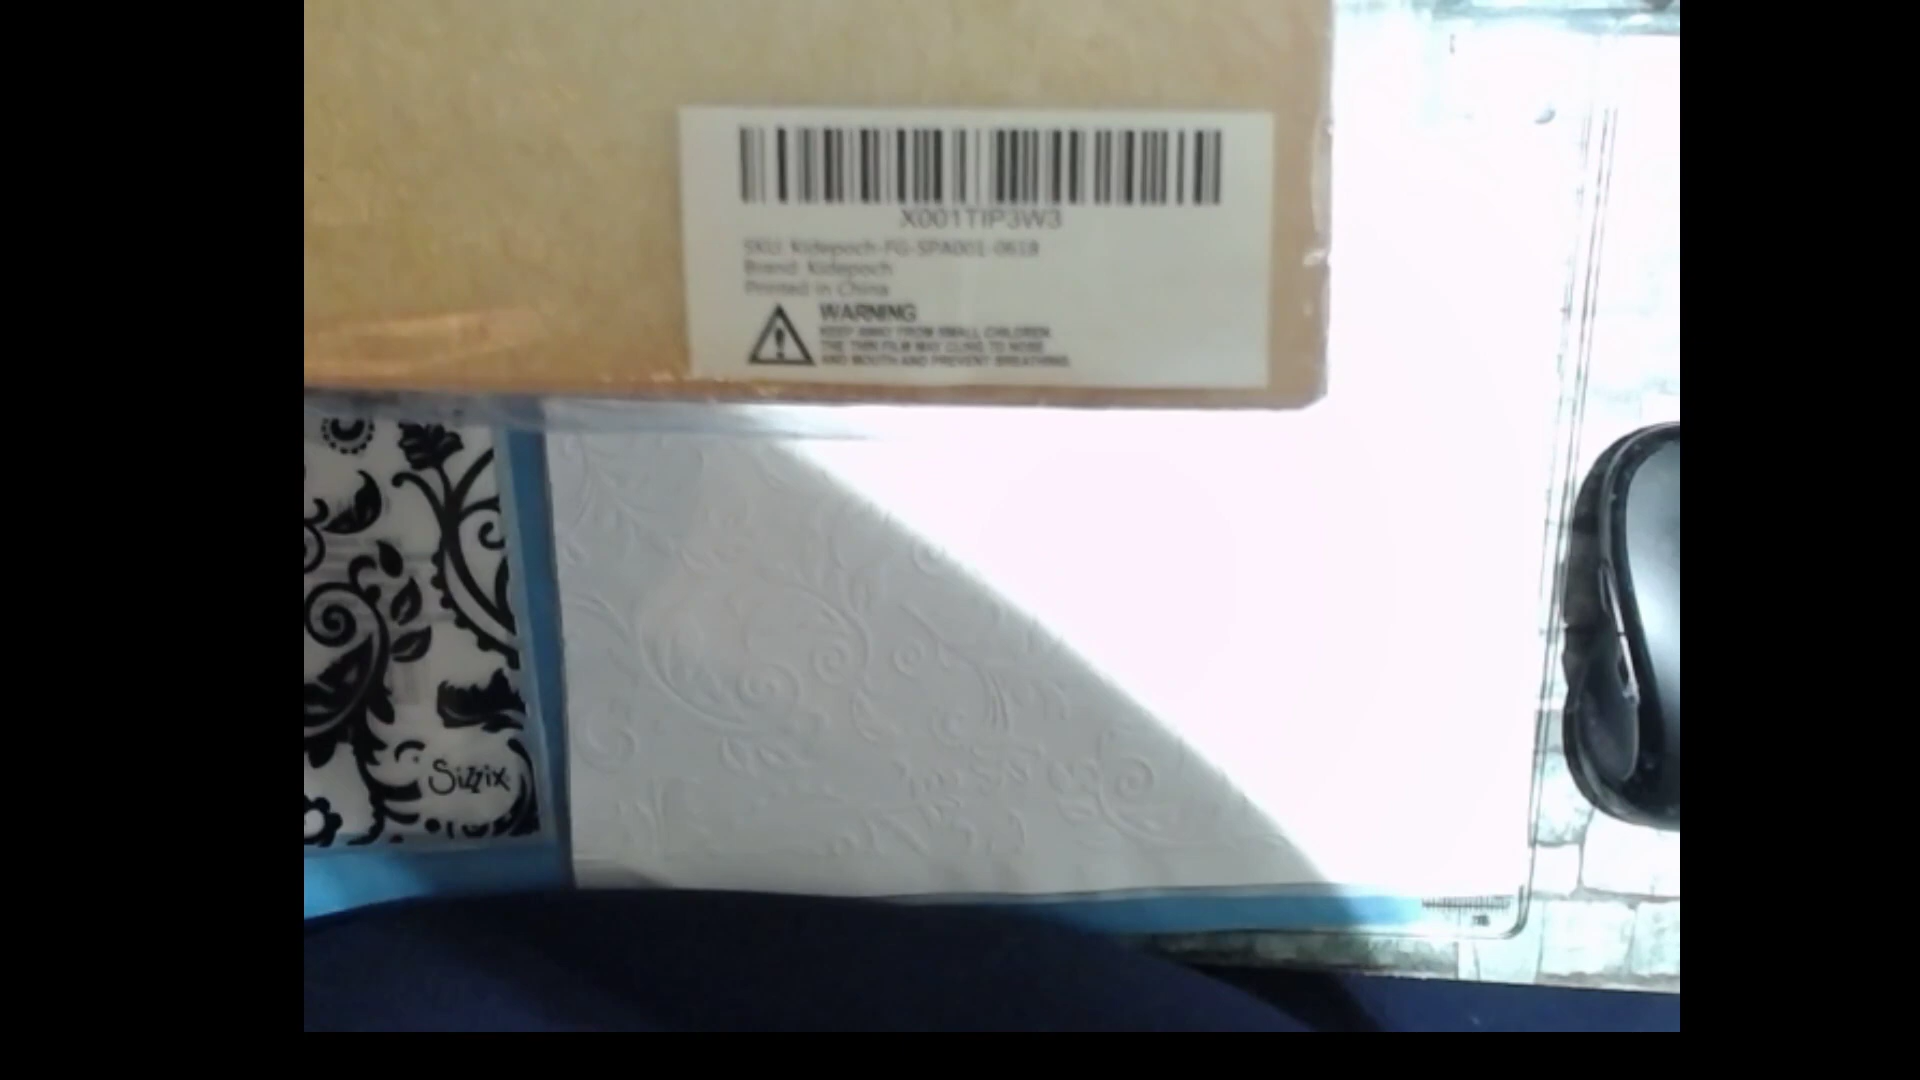 X001TIP3W3
SKU: Kidepoch-FG-SPA001-0618
Brand: Kidepoch
Printed in China
WARNING
KEEP AWAY FROM SMALL CHILDREN.
THE THIN FILM MAY CLING TO NOSE
AND MOUTH AND PREVENT BREATHING.
Sizzix